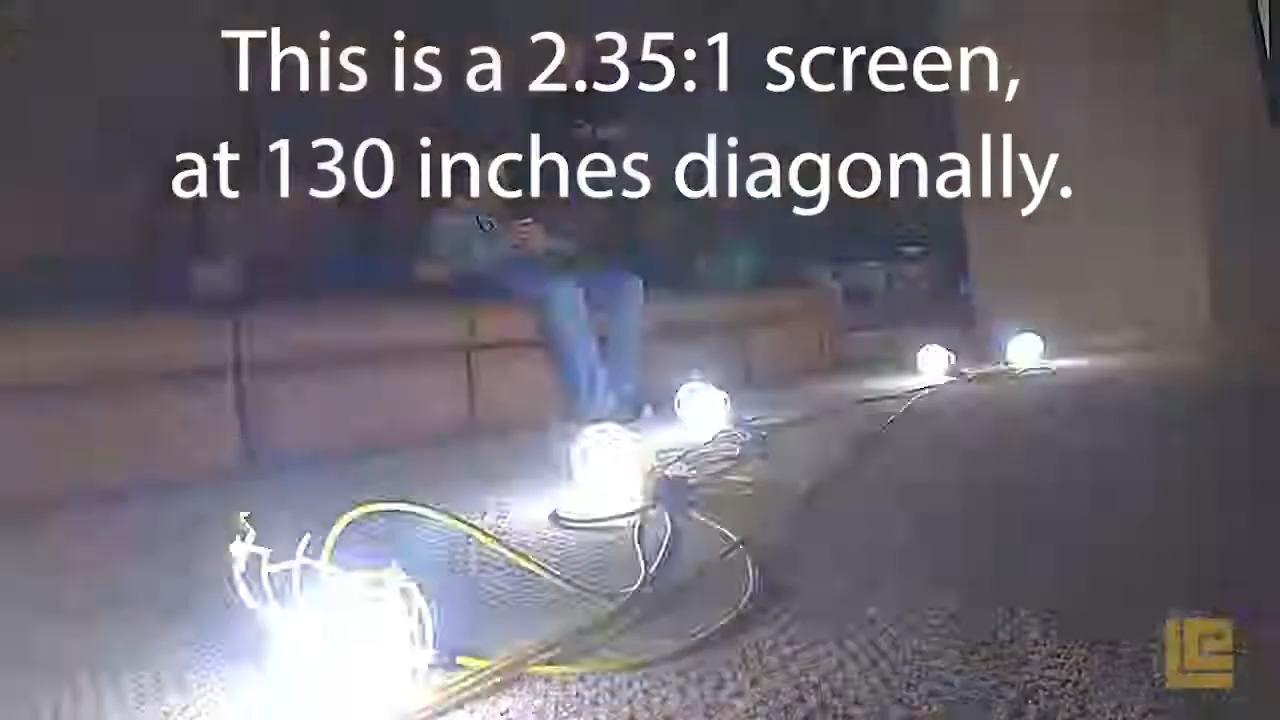 This is a 2.35:1 screen,
at 130 inches diagonally.